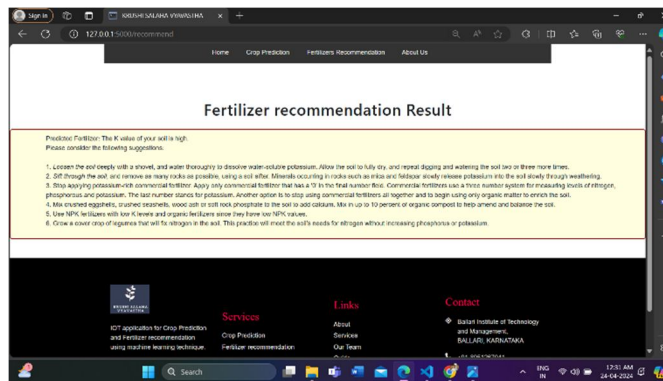 Sign in
KRUSHI SALAHA VYAVASTHA
127.0.0.1:5000/recommend
Home Crop Prediction Fertilizers Recommendation About Us
Fertilizer recommendation Result
Predicted Fertilizer: The K value of your soil is high.
Please consider the following suggestions:
1. Loosen the soil deeply with a shovel, and water thoroughly to dissolve water-soluble potassium. Allow the soil to fully dry, and repeat digging and watering the soil two or three more times.
2. Sift through the soil, and remove as many rocks as possible, using a soil sifter. Minerals occurring in rocks such as mica and feldspar slowly release potassium into the soil slowly through weathering.
3. Stop applying potassium-rich commercial fertilizer. Apply only commercial fertilizer that has a '0' in the final number field. Commercial fertilizers use a three number system for measuring levels of nitrogen,
phosphorous and potassium. The last number stands for potassium. Another option is to stop using commercial fertilizers all together and to begin using only organic matter to enrich the soil.
4. Mix crushed eggshells, crushed seashells, wood ash or soft rock phosphate to the soil to add calcium. Mix in up to 10 percent of organic compost to help amend and balance the soil.
5. Use NPK fertilizers with low K levels and organic fertilizers since they have low NPK values.
6. Grow a cover crop of legumes that will fix nitrogen in the soil. This practice will meet the soil's needs for nitrogen without increasing phosphorus or potassium.
KRUSHI SALAHA
VYAVASTHA
IOT application for Crop Prediction
and Fertilizer recommendation
using machine learning technique.
Services
Crop Prediction
Fertilizer recommendation
Links
About
Services
Our Team
Contact
Ballari Institute of Technology
and Management,
BALLARI, KARNATAKA
Search
ENG
IN
12:31 AM
24-04-2024